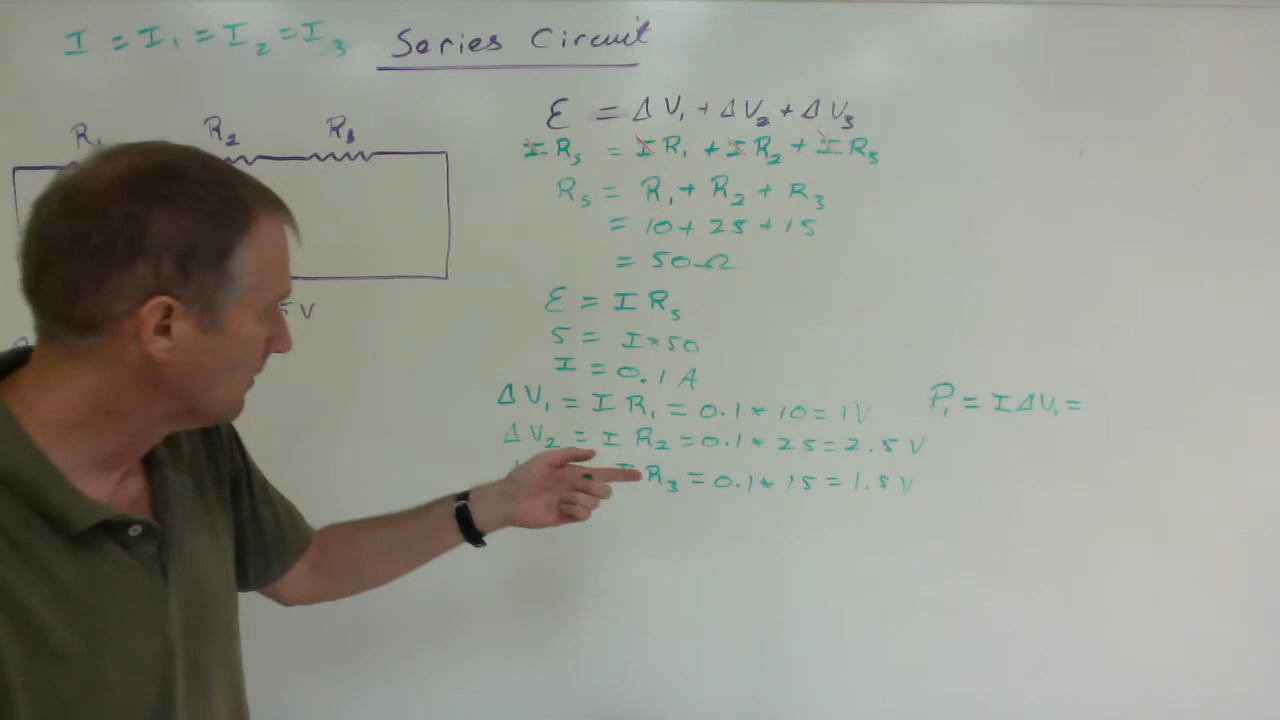 I = I₁ = I₂ = I₃
Series Circuit
R₁ R₂ R₃
5 V
ℰ = ΔV₁ + ΔV₂ + ΔV₃
I Rₛ = I R₁ + I R₂ + I R₃
Rₛ = R₁ + R₂ + R₃
= 10 + 25 + 15
= 50 Ω
ℰ = I Rₛ
5 = I * 50
I = 0.1 A
ΔV₁ = I R₁ = 0.1 * 10 = 1 V
P₁ = I ΔV₁ =
ΔV₂ = I R₂ = 0.1 * 25 = 2.5 V
I R₃ = 0.1 * 15 = 1.5 V